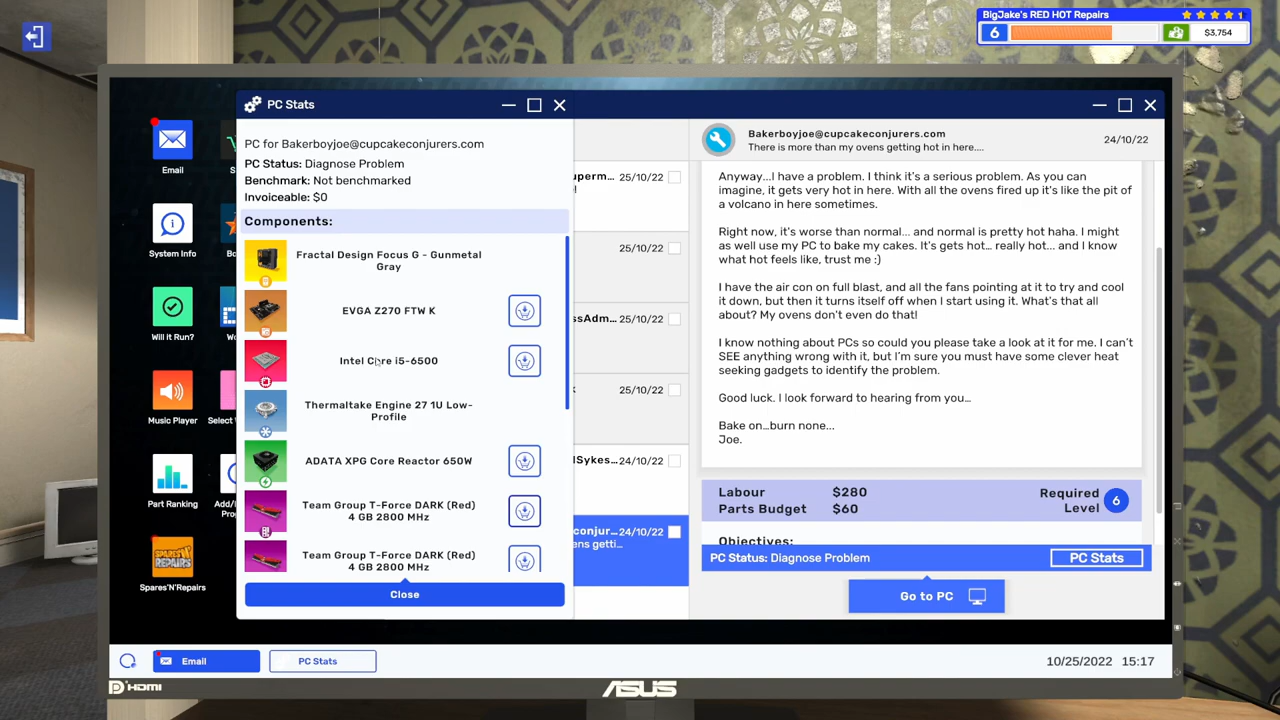 BigJake's RED HOT Repairs
6
$3,754
Email
System Info
Will it Run?
Music Player
Select
Part Ranking
Add/
Spares'N'Repairs
SPARES
REPAIRS
PC Stats
PC for Bakerboyjoe@cupcakeconjurers.com
PC Status: Diagnose Problem
Benchmark: Not benchmarked
Invoiceable: $0
Components:
Fractal Design Focus G - Gunmetal
Gray
EVGA Z270 FTW K
Intel Core i5-6500
Thermaltake Engine 27 1U Low-
Profile
ADATA XPG Core Reactor 650W
Team Group T-Force DARK (Red)
4 GB 2800 MHz
Team Group T-Force DARK (Red)
4 GB 2800 MHz
Close
uperm... 25/10/22
25/10/22
ssAdm... 25/10/22
25/10/22
lSykes... 24/10/22
conjur... 24/10/22
ens getti...
Bakerboyjoe@cupcakeconjurers.com
There is more than my ovens getting hot in here....
24/10/22
Anyway...I have a problem. I think it's a serious problem. As you can
imagine, it gets very hot in here. With all the ovens fired up it's like the pit of
a volcano in here sometimes.
Right now, it's worse than normal... and normal is pretty hot haha. I might
as well use my PC to bake my cakes. It's gets hot... really hot... and I know
what hot feels like, trust me :)
I have the air con on full blast, and all the fans pointing at it to try and cool
it down, but then it turns itself off when I start using it. What's that all
about? My ovens don't even do that!
I know nothing about PCs so could you please take a look at it for me. I can't
SEE anything wrong with it, but I'm sure you must have some clever heat
seeking gadgets to identify the problem.
Good luck. I look forward to hearing from you...
Bake on...burn none...
Joe.
Labour $280
Parts Budget $60
Required
Level 6
Objectives:
PC Status: Diagnose Problem
PC Stats
Go to PC
Email
PC Stats
10/25/2022 15:17
HDMI
ASUS